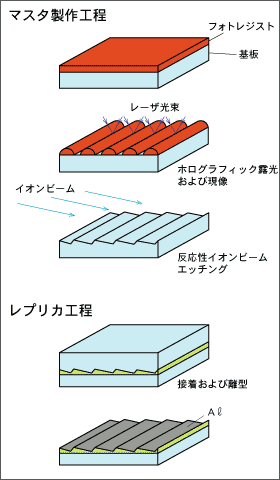 マスタ製作工程
フォトレジスト
基板
レーザ光束
ホログラフィック露光
および現像
イオンビーム
反応性イオンビーム
エッチング
レプリカ工程
接着および離型
Aℓ